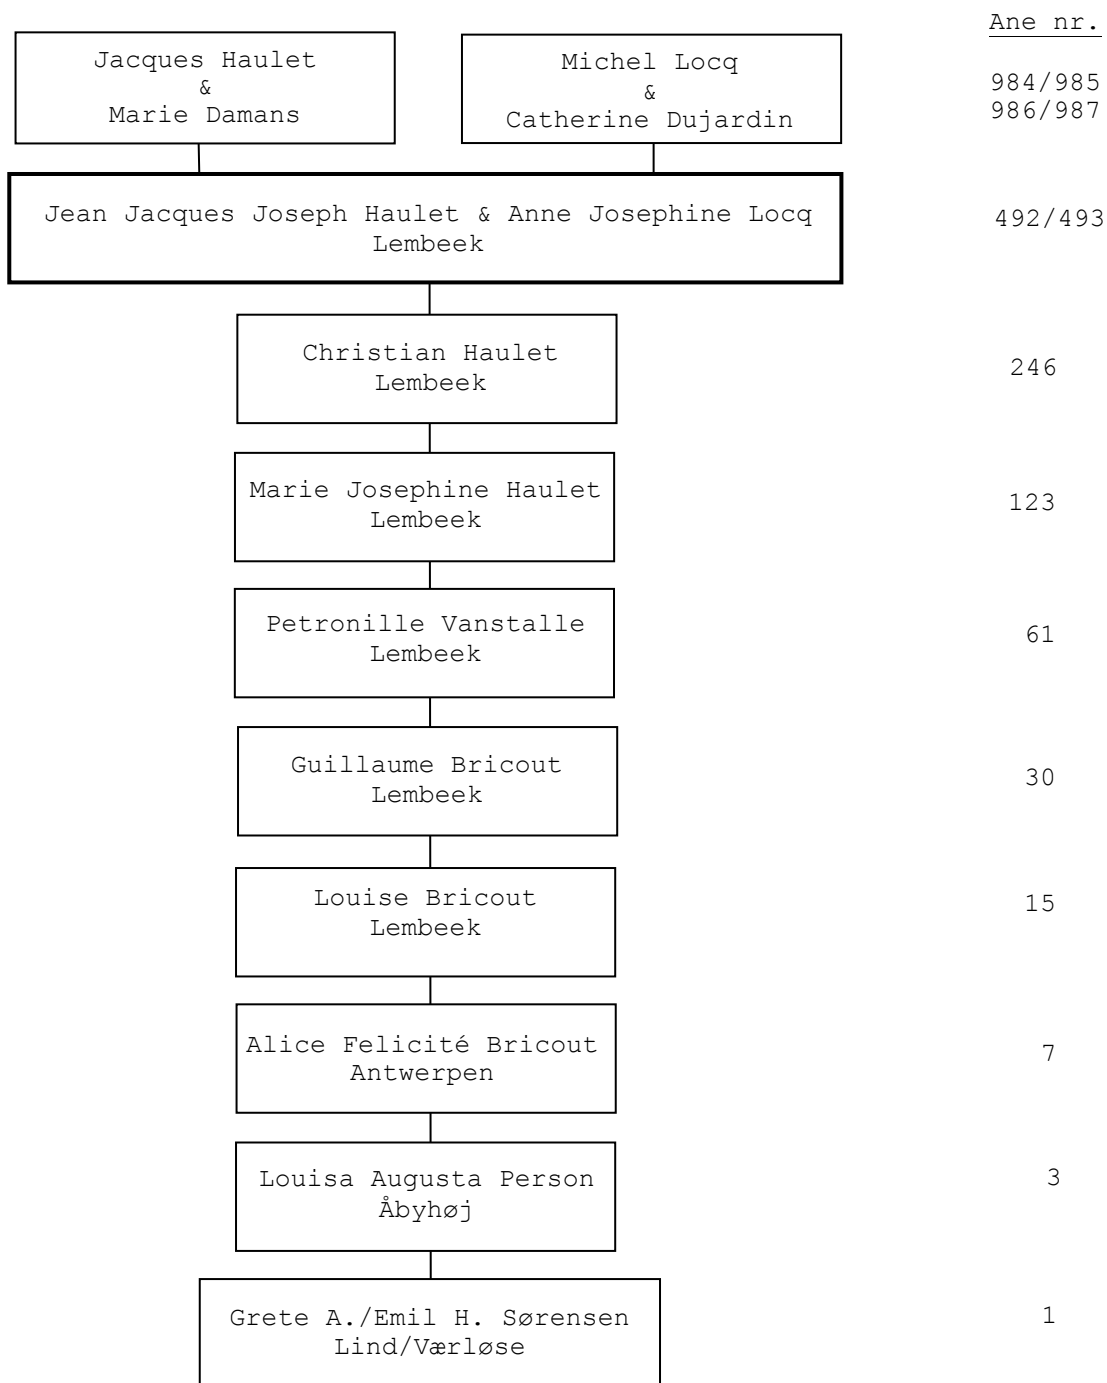 Ane nr.
Jacques Haulet
&
Marie Damans
Michel Locq
&
Catherine Dujardin
984/985
986/987
Jean Jacques Joseph Haulet & Anne Josephine Locq
Lembeek
492/493
Christian Haulet
Lembeek
246
Marie Josephine Haulet
Lembeek
123
Petronille Vanstalle
Lembeek
61
Guillaume Bricout
Lembeek
30
Louise Bricout
Lembeek
15
Alice Felicité Bricout
Antwerpen
7
Louisa Augusta Person
Åbyhøj
3
Grete A./Emil H. Sørensen
Lind/Værløse
1